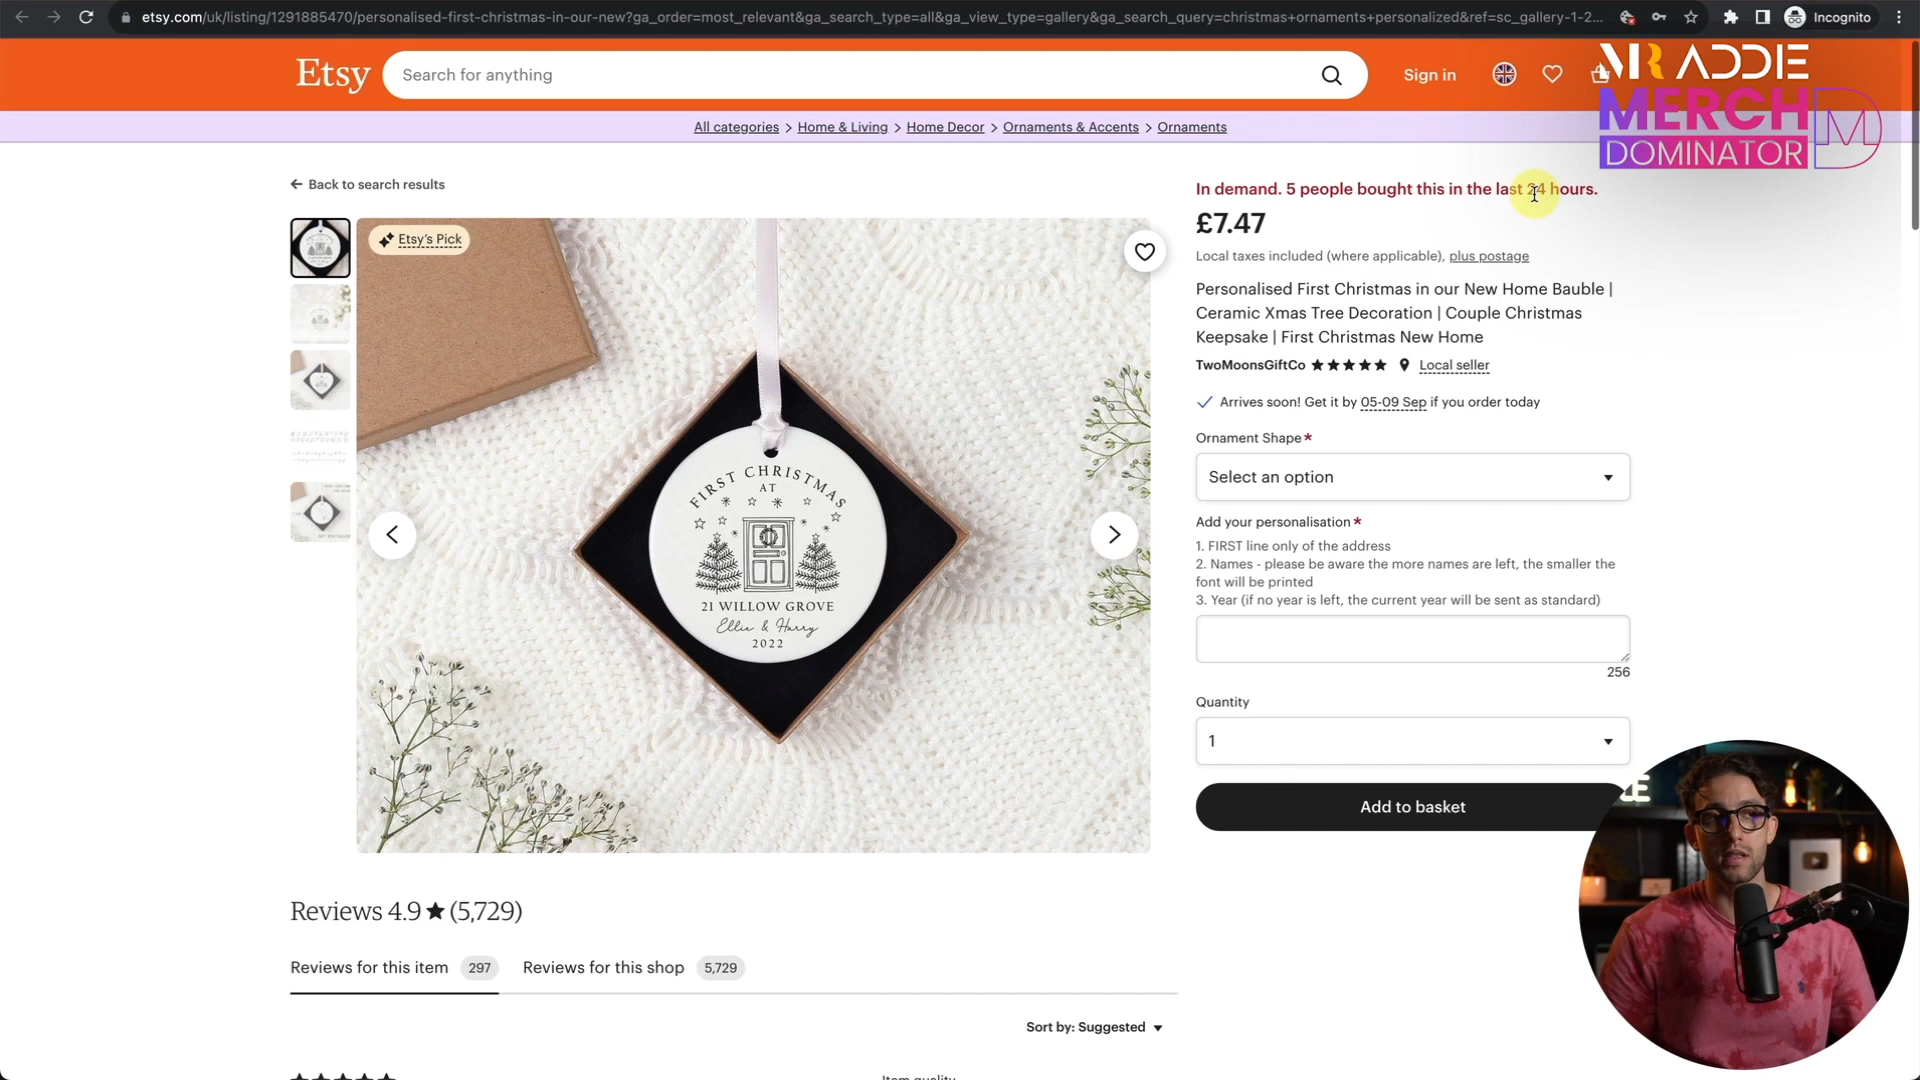 etsy.com/uk/listing/1291885470/personalised-first-christmas-in-our-new?ga_order=most_relevant&ga_search_type=all&ga_view_type=gallery&ga_search_query=christmas+ornaments+personalized&ref=sc_gallery-1-2...
Incognito
Etsy
Search for anything
Sign in
MR ADDIE
MERCH
DOMINATOR
All categories > Home & Living > Home Decor > Ornaments & Accents > Ornaments
Back to search results
Etsy's Pick
FIRST CHRISTMAS
AT
21 WILLOW GROVE
Ellie & Harry
2022
In demand. 5 people bought this in the last 24 hours.
£7.47
Local taxes included (where applicable), plus postage
Personalised First Christmas in our New Home Bauble |
Ceramic Xmas Tree Decoration | Couple Christmas
Keepsake | First Christmas New Home
TwoMoonsGiftCo ★★★★★ Local seller
Arrives soon! Get it by 05-09 Sep if you order today
Ornament Shape*
Select an option
Add your personalisation*
1. FIRST line only of the address
2. Names - please be aware the more names are left, the smaller the
font will be printed
3. Year (if no year is left, the current year will be sent as standard)
256
Quantity
1
Add to basket
Reviews 4.9 ★ (5,729)
Reviews for this item 297 Reviews for this shop 5,729
Sort by: Suggested